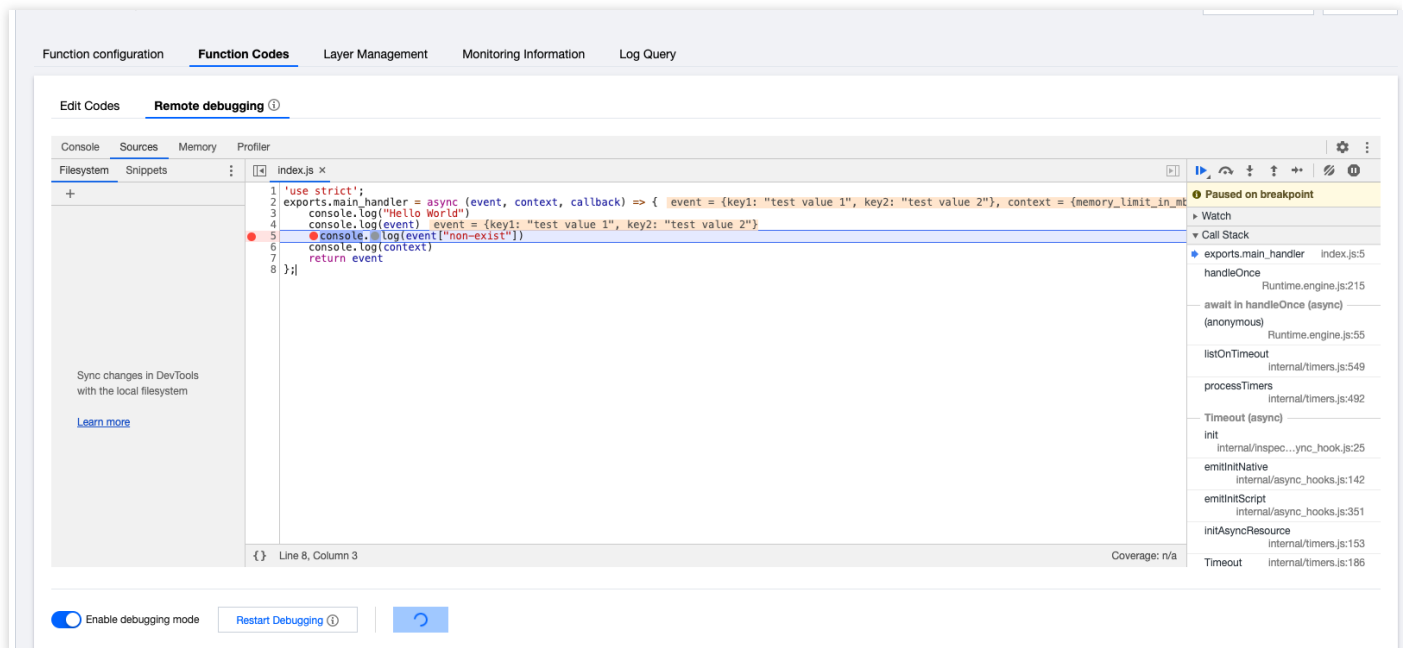 Function configuration Function Codes Layer Management Monitoring Information Log Query
Edit Codes Remote debugging
Console Sources Memory Profiler
Filesystem Snippets index.js ×
+
1 'use strict';
2 exports.main_handler = async (event, context, callback) => { event = {key1: "test value 1", key2: "test value 2"}, context = {memory_limit_in_mb
3 console.log("Hello World")
4 console.log(event) event = {key1: "test value 1", key2: "test value 2"}
5 console.log(event["non-exist"])
6 console.log(context)
7 return event
8 };
Sync changes in DevTools
with the local filesystem
Learn more
{} Line 8, Column 3 Coverage: n/a
Paused on breakpoint
Watch
Call Stack
exports.main_handler index.js:5
handleOnce
Runtime.engine.js:215
await in handleOnce (async)
(anonymous)
Runtime.engine.js:55
listOnTimeout
internal/timers.js:549
processTimers
internal/timers.js:492
Timeout (async)
init
internal/inspec...ync_hook.js:25
emitInitNative
internal/async_hooks.js:142
emitInitScript
internal/async_hooks.js:351
initAsyncResource
internal/timers.js:153
Timeout internal/timers.js:186
Enable debugging mode Restart Debugging